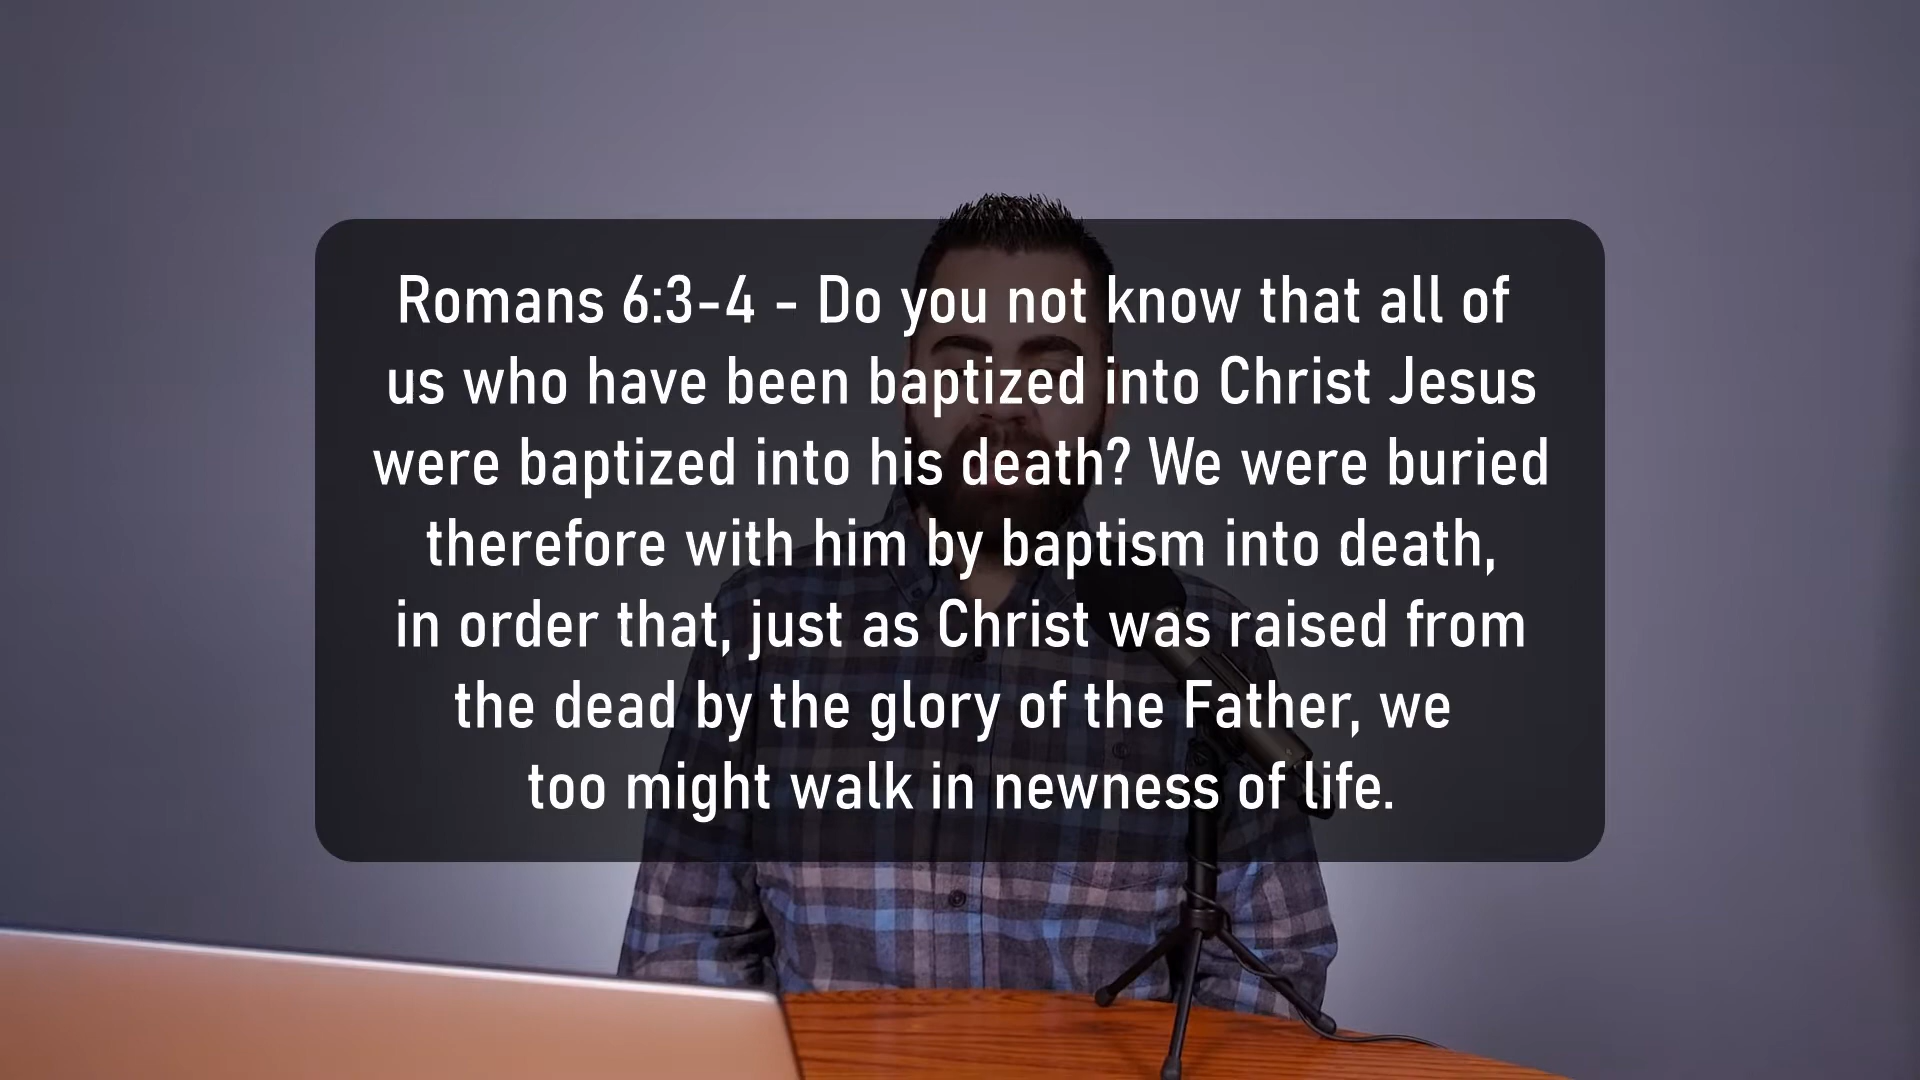 Romans 6:3-4 - Do you not know that all of
us who have been baptized into Christ Jesus
were baptized into his death? We were buried
therefore with him by baptism into death,
in order that, just as Christ was raised from
the dead by the glory of the Father, we
too might walk in newness of life.